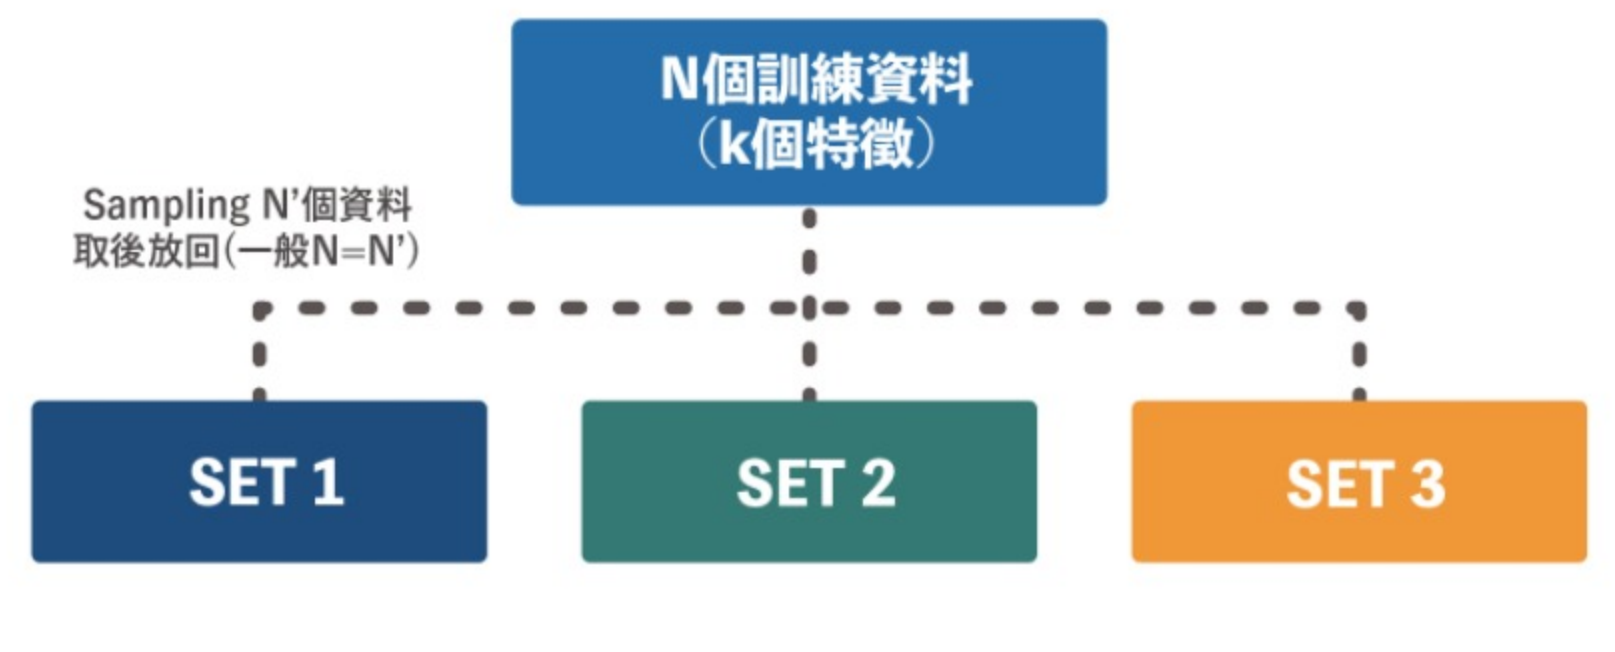 N個訓練資料
（k個特徵）
Sampling N’個資料
取後放回(一般N=N’)
SET 1
SET 2
SET 3